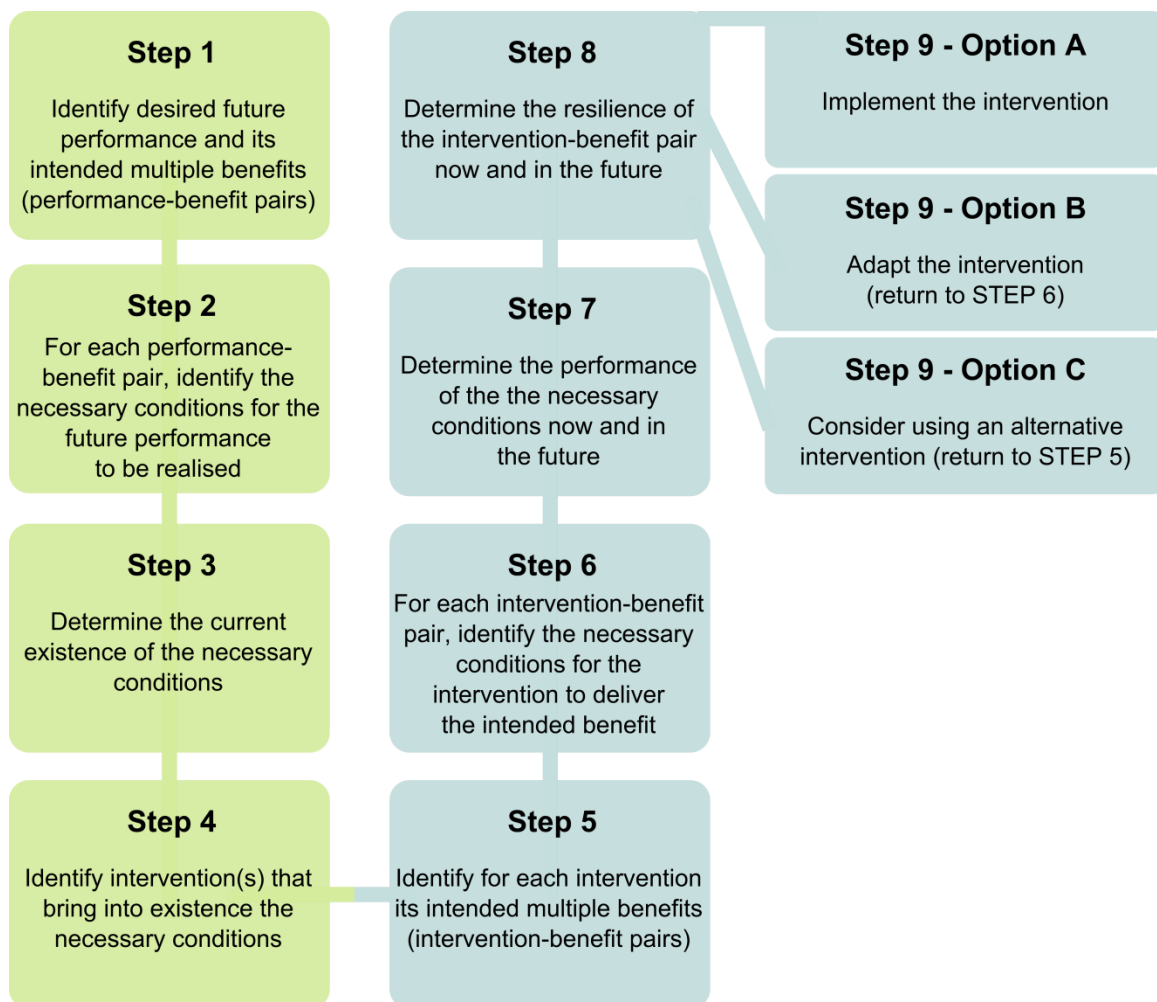 Step 1
Identify desired future
performance and its
intended multiple benefits
(performance-benefit pairs)
Step 2
For each performance-
benefit pair, identify the
necessary conditions for the
future performance
to be realised
Step 3
Determine the current
existence of the necessary
conditions
Step 4
Identify intervention(s) that
bring into existence the
necessary conditions
Step 5
Identify for each intervention
its intended multiple benefits
(intervention-benefit pairs)
Step 6
For each intervention-benefit
pair, identify the necessary
conditions for the
intervention to deliver
the intended benefit
Step 7
Determine the performance
of the the necessary
conditions now and in
the future
Step 8
Determine the resilience of
the intervention-benefit pair
now and in the future
Step 9 - Option A
Implement the intervention
Step 9 - Option B
Adapt the intervention
(return to STEP 6)
Step 9 - Option C
Consider using an alternative
intervention (return to STEP 5)